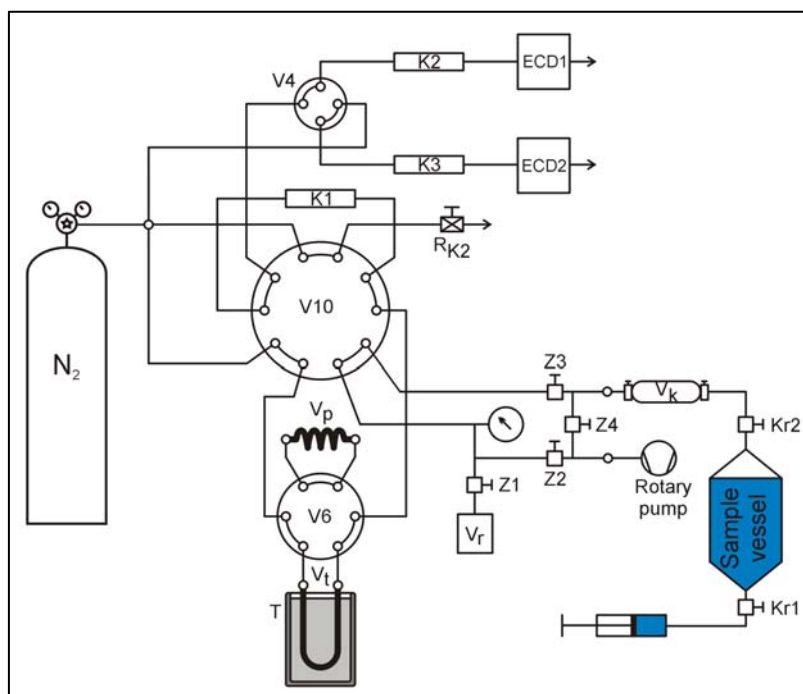 K2
ECD1
V4
K3
ECD2
K1
RK2
V10
N2
Z3
Vk
Vp
Z4
Kr2
Z2
Z1
Rotary
pump
V6
Vr
Sample
vessel
Vt
T
Kr1